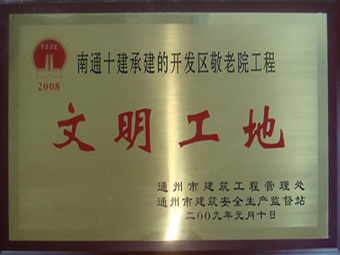 TZJZ
2008
南通十建承建的开发区敬老院工程
文明工地
通州市建筑工程管理处
通州市建筑安全生产监督站
二00九年元月十日